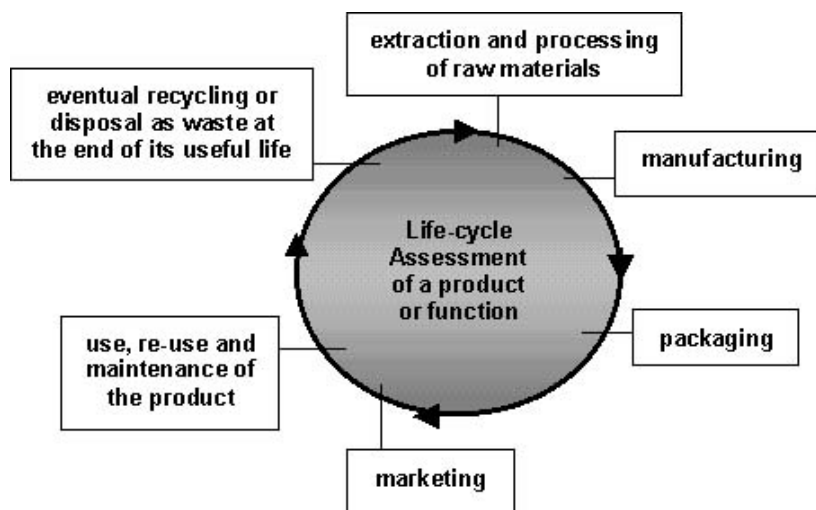 extraction and processing
of raw materials
eventual recycling or
disposal as waste at
the end of its useful life
manufacturing
Life-cycle
Assessment
of a product
or function
packaging
use, re-use and
maintenance of
the product
marketing